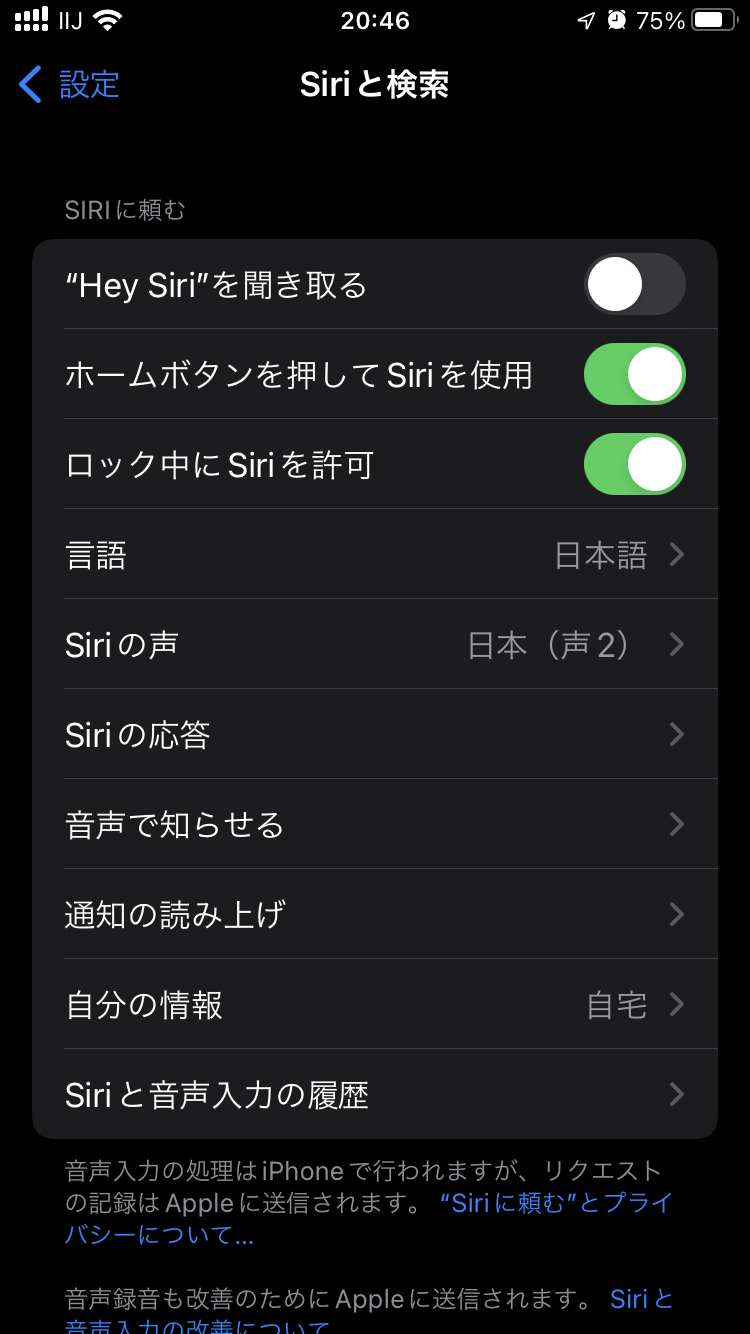 IIJ 20:46 75%
設定 Siriと検索
SIRIに頼む
“Hey Siri”を聞き取る
ホームボタンを押してSiriを使用
ロック中にSiriを許可
言語 日本語
Siriの声 日本（声2）
Siriの応答
音声で知らせる
通知の読み上げ
自分の情報 自宅
Siriと音声入力の履歴
音声入力の処理はiPhoneで行われますが、リクエスト
の記録はAppleに送信されます。 “Siriに頼む”とプライ
バシーについて...
音声録音も改善のためにAppleに送信されます。 Siriと
音声入力の改善について